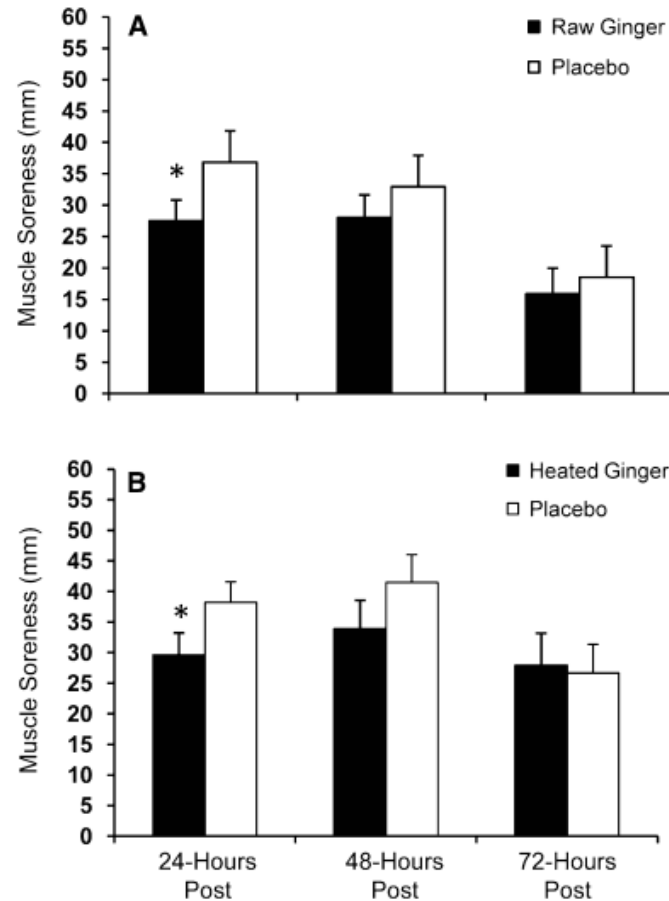 A
Raw Ginger
Placebo
Muscle Soreness (mm)
60
55
50
45
40
35
30
25
20
15
10
5
0
*
B
Heated Ginger
Placebo
Muscle Soreness (mm)
60
55
50
45
40
35
30
25
20
15
10
5
0
*
24-Hours
Post
48-Hours
Post
72-Hours
Post